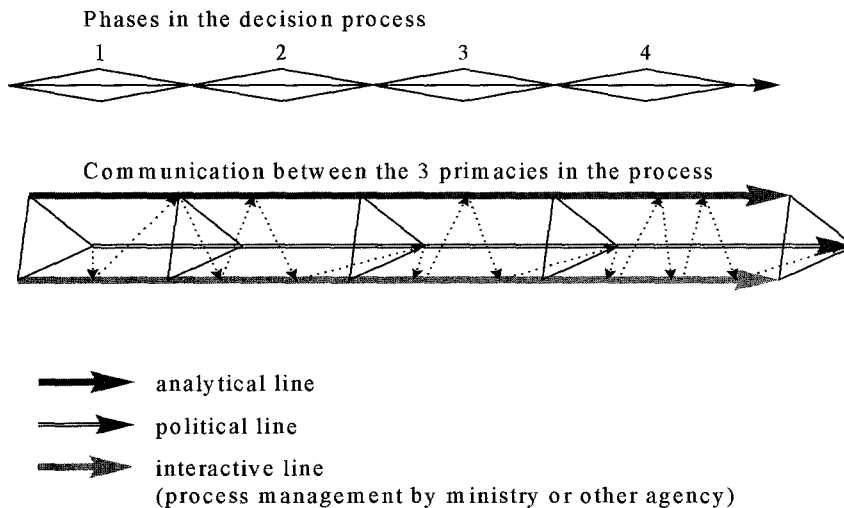 Phases in the decision process
1 2 3 4
Communication between the 3 primacies in the process
analytical line
political line
interactive line
(process management by ministry or other agency)